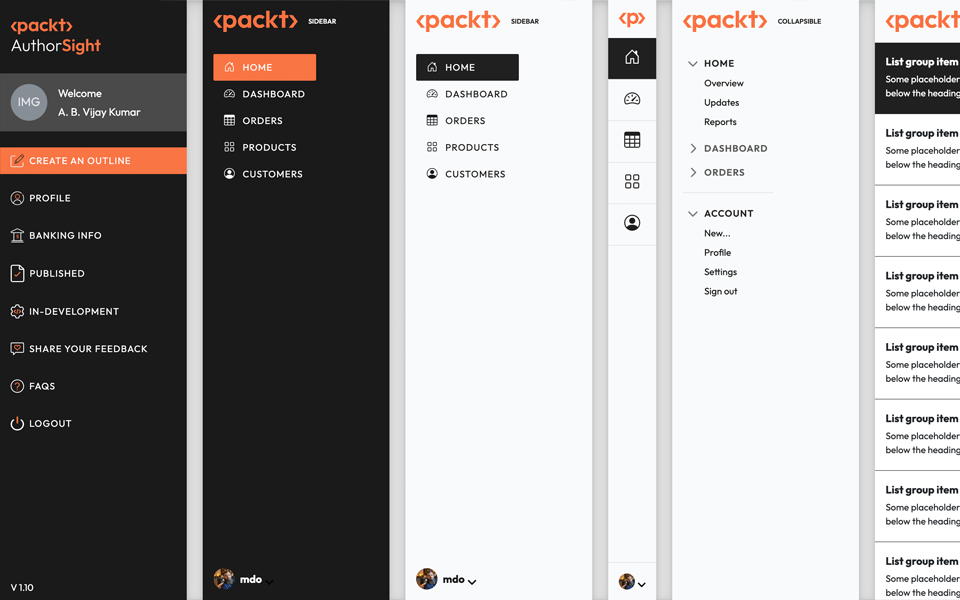 <packt>
AuthorSight
IMG
Welcome
A. B. Vijay Kumar
CREATE AN OUTLINE
PROFILE
BANKING INFO
PUBLISHED
IN-DEVELOPMENT
SHARE YOUR FEEDBACK
FAQS
LOGOUT
V 1.10
<packt> SIDEBAR
HOME
DASHBOARD
ORDERS
PRODUCTS
CUSTOMERS
mdo
<packt> SIDEBAR
HOME
DASHBOARD
ORDERS
PRODUCTS
CUSTOMERS
mdo
<p>
<packt> COLLAPSIBLE
HOME
Overview
Updates
Reports
DASHBOARD
ORDERS
ACCOUNT
New...
Profile
Settings
Sign out
<packt
List group item
Some placeholder
below the heading
List group item
Some placeholder
below the heading
List group item
Some placeholder
below the heading
List group item
Some placeholder
below the heading
List group item
Some placeholder
below the heading
List group item
Some placeholder
below the heading
List group item
Some placeholder
below the heading
List group item
Some placeholder
below the heading